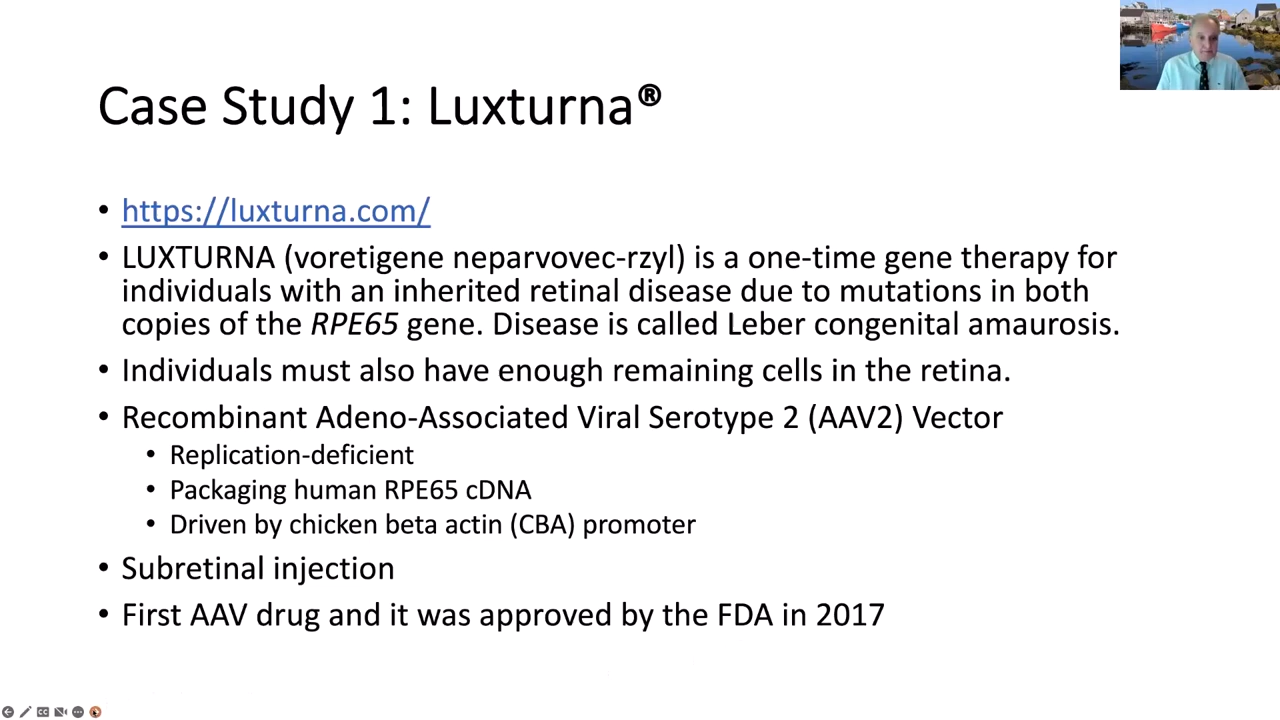 Case Study 1: Luxturna®
• https://luxturna.com/
• LUXTURNA (voretigene neparvovec-rzyl) is a one-time gene therapy for
individuals with an inherited retinal disease due to mutations in both
copies of the RPE65 gene. Disease is called Leber congenital amaurosis.
• Individuals must also have enough remaining cells in the retina.
• Recombinant Adeno-Associated Viral Serotype 2 (AAV2) Vector
• Replication-deficient
• Packaging human RPE65 cDNA
• Driven by chicken beta actin (CBA) promoter
• Subretinal injection
• First AAV drug and it was approved by the FDA in 2017